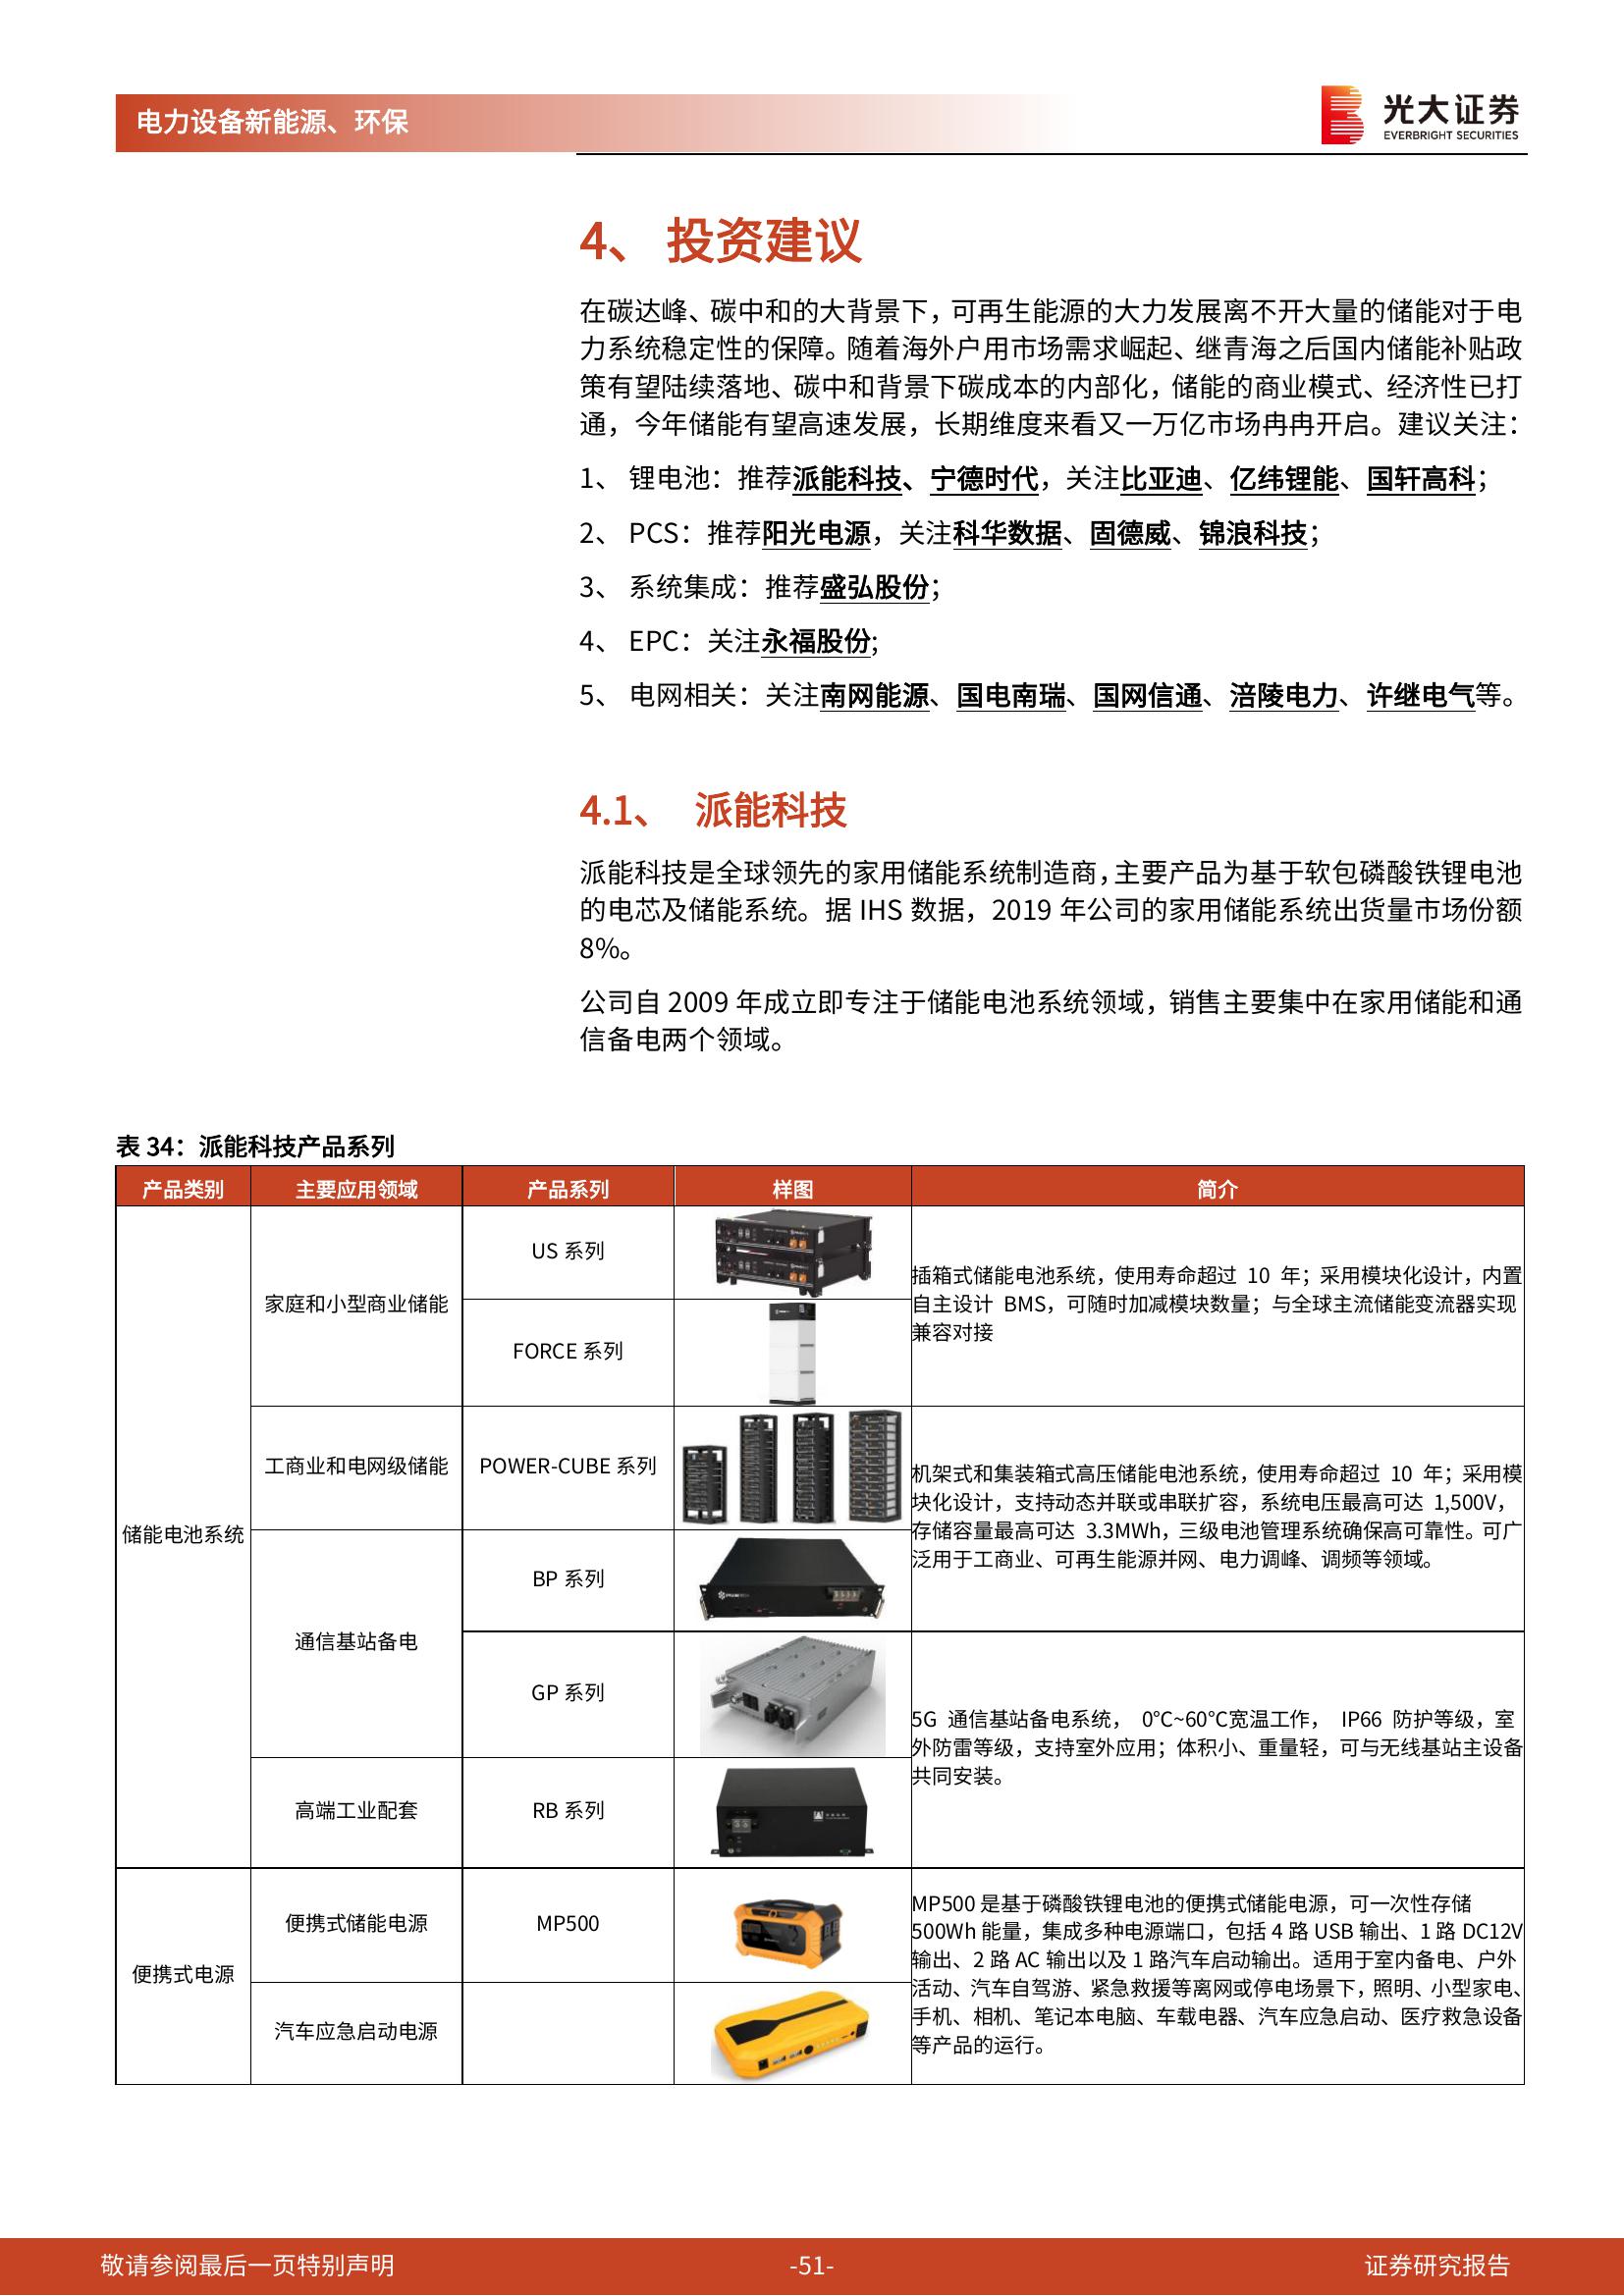 电力设备新能源、环保
光大证券
EVERBRIGHT SECURITIES
4、 投资建议
在碳达峰、碳中和的大背景下，可再生能源的大力发展离不开大量的储能对于电
力系统稳定性的保障。随着海外户用市场需求崛起、继青海之后国内储能补贴政
策有望陆续落地、碳中和背景下碳成本的内部化，储能的商业模式、经济性已打
通，今年储能有望高速发展，长期维度来看又一万亿市场冉冉开启。建议关注：
1、 锂电池：推荐派能科技、宁德时代，关注比亚迪、亿纬锂能、国轩高科；
2、 PCS：推荐阳光电源，关注科华数据、固德威、锦浪科技；
3、 系统集成：推荐盛弘股份；
4、 EPC：关注永福股份;
5、 电网相关：关注南网能源、国电南瑞、国网信通、涪陵电力、许继电气等。
4.1、 派能科技
派能科技是全球领先的家用储能系统制造商，主要产品为基于软包磷酸铁锂电池
的电芯及储能系统。据 IHS 数据，2019 年公司的家用储能系统出货量市场份额
8%。
公司自 2009 年成立即专注于储能电池系统领域，销售主要集中在家用储能和通
信备电两个领域。
表 34：派能科技产品系列
产品类别 主要应用领域 产品系列 样图 简介
储能电池系统
家庭和小型商业储能
US 系列
FORCE 系列
插箱式储能电池系统，使用寿命超过 10 年；采用模块化设计，内置
自主设计 BMS，可随时加减模块数量；与全球主流储能变流器实现
兼容对接
工商业和电网级储能
POWER-CUBE 系列
机架式和集装箱式高压储能电池系统，使用寿命超过 10 年；采用模
块化设计，支持动态并联或串联扩容，系统电压最高可达 1,500V，
存储容量最高可达 3.3MWh，三级电池管理系统确保高可靠性。可广
泛用于工商业、可再生能源并网、电力调峰、调频等领域。
通信基站备电
BP 系列
GP 系列
5G 通信基站备电系统， 0℃~60℃宽温工作， IP66 防护等级，室
外防雷等级，支持室外应用；体积小、重量轻，可与无线基站主设备
共同安装。
高端工业配套
RB 系列
便携式电源
便携式储能电源
MP500
MP500 是基于磷酸铁锂电池的便携式储能电源，可一次性存储
500Wh 能量，集成多种电源端口，包括 4 路 USB 输出、1 路 DC12V
输出、2 路 AC 输出以及 1 路汽车启动输出。适用于室内备电、户外
活动、汽车自驾游、紧急救援等离网或停电场景下，照明、小型家电、
手机、相机、笔记本电脑、车载电器、汽车应急启动、医疗救急设备
等产品的运行。
汽车应急启动电源
敬请参阅最后一页特别声明
-51-
证券研究报告